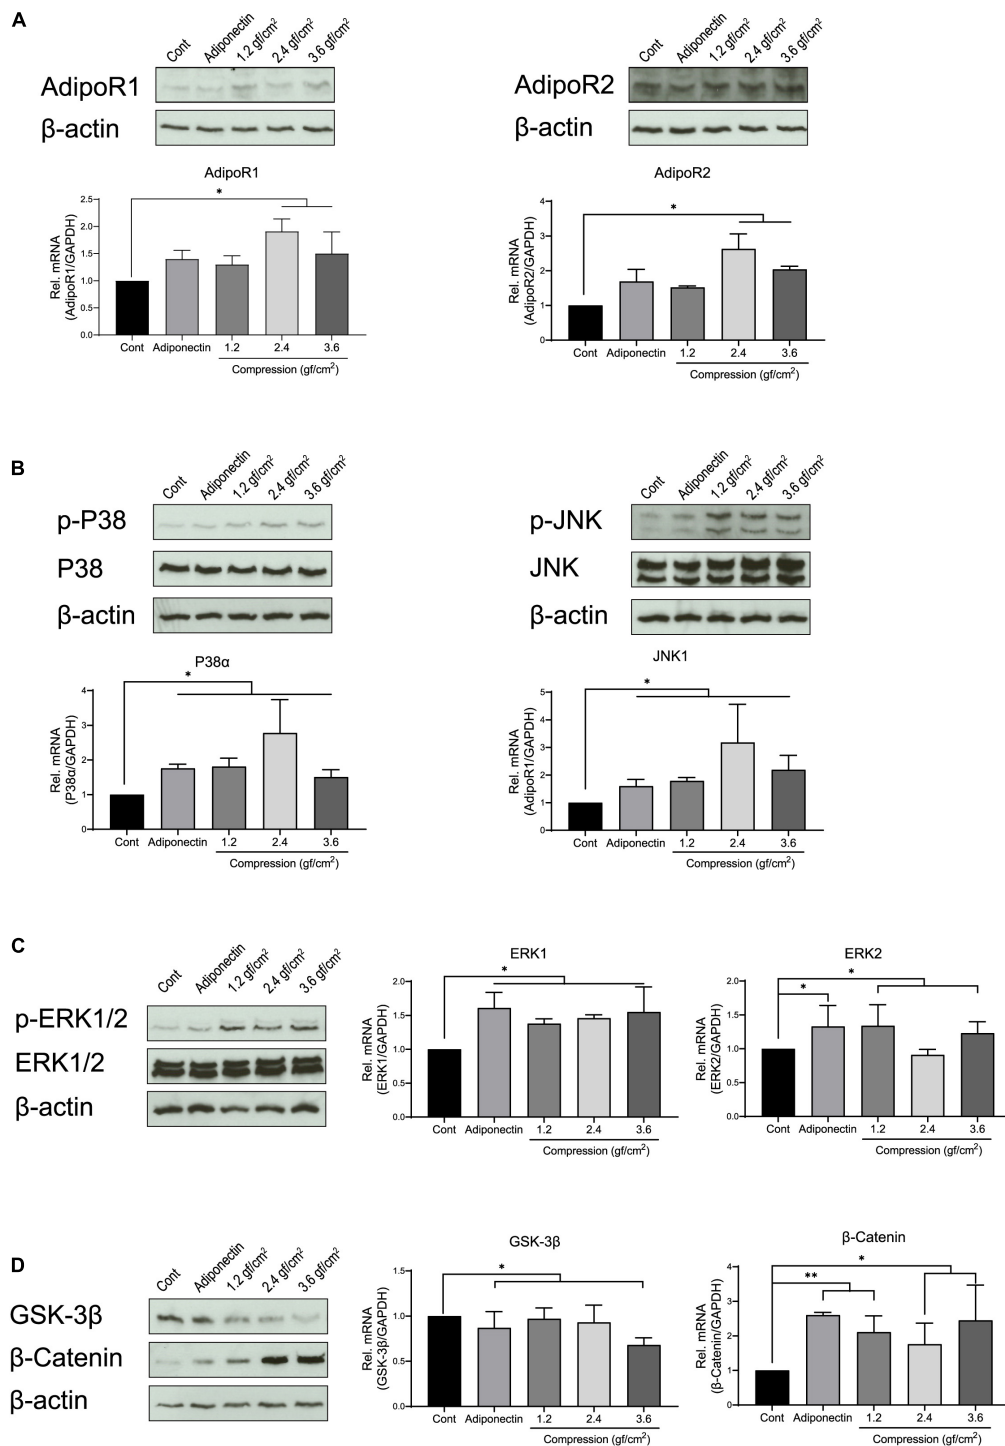 A
Cont Adiponectin 1.2 gf/cm² 2.4 gf/cm² 3.6 gf/cm²
AdipoR1
β-actin
AdipoR1
*
Rel. mRNA
(AdipoR1/GAPDH)
2.5
2.0
1.5
1.0
0.5
0.0
Cont Adiponectin 1.2 2.4 3.6
Compression (gf/cm²)
Cont Adiponectin 1.2 gf/cm² 2.4 gf/cm² 3.6 gf/cm²
AdipoR2
β-actin
AdipoR2
*
Rel. mRNA
(AdipoR2/GAPDH)
4
3
2
1
0
Cont Adiponectin 1.2 2.4 3.6
Compression (gf/cm²)
B
Cont Adiponectin 1.2 gf/cm² 2.4 gf/cm² 3.6 gf/cm²
p-P38
P38
β-actin
P38α
*
Rel. mRNA
(P38α/GAPDH)
4
3
2
1
0
Cont Adiponectin 1.2 2.4 3.6
Compression (gf/cm²)
Cont Adiponectin 1.2 gf/cm² 2.4 gf/cm² 3.6 gf/cm²
p-JNK
JNK
β-actin
JNK1
*
Rel. mRNA
(AdipoR1/GAPDH)
5
4
3
2
1
0
Cont Adiponectin 1.2 2.4 3.6
Compression (gf/cm²)
C
Cont Adiponectin 1.2 gf/cm² 2.4 gf/cm² 3.6 gf/cm²
p-ERK1/2
ERK1/2
β-actin
ERK1
*
Rel. mRNA
(ERK1/GAPDH)
2.0
1.5
1.0
0.5
0.0
Cont Adiponectin 1.2 2.4 3.6
Compression (gf/cm²)
ERK2
*
*
Rel. mRNA
(ERK2/GAPDH)
2.0
1.5
1.0
0.5
0.0
Cont Adiponectin 1.2 2.4 3.6
Compression (gf/cm²)
D
Cont Adiponectin 1.2 gf/cm² 2.4 gf/cm² 3.6 gf/cm²
GSK-3β
β-Catenin
β-actin
GSK-3β
*
Rel. mRNA
(GSK-3β/GAPDH)
1.5
1.0
0.5
0.0
Cont Adiponectin 1.2 2.4 3.6
Compression (gf/cm²)
β-Catenin
*
**
Rel. mRNA
(β-Catenin/GAPDH)
4
3
2
1
0
Cont Adiponectin 1.2 2.4 3.6
Compression (gf/cm²)